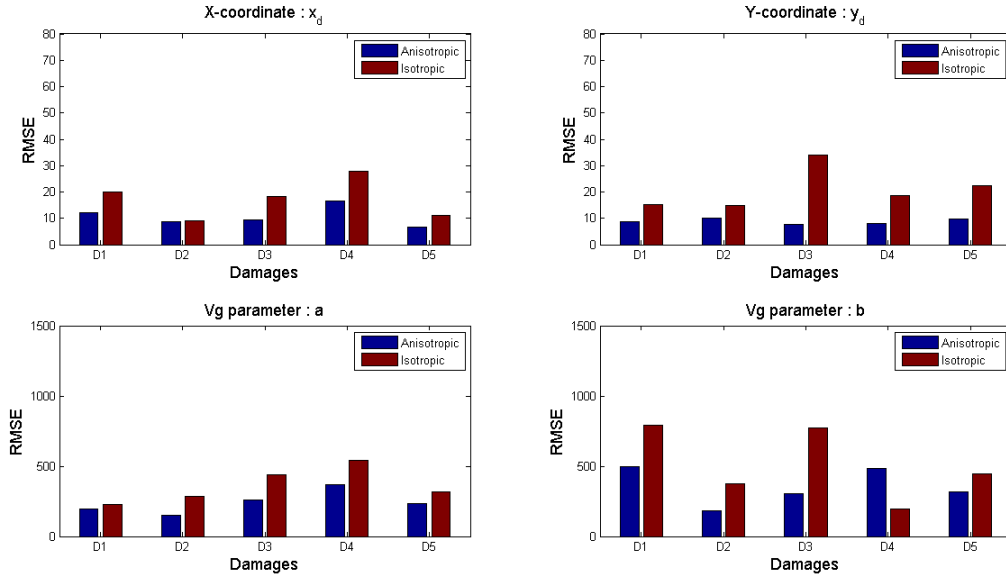 X-coordinate : x_d
80
70
60
50
40
30
20
10
0
RMSE
Anisotropic
Isotropic
D1 D2 D3 D4 D5
Damages
Y-coordinate : y_d
80
70
60
50
40
30
20
10
0
RMSE
Anisotropic
Isotropic
D1 D2 D3 D4 D5
Damages
Vg parameter : a
1500
1000
500
0
RMSE
Anisotropic
Isotropic
D1 D2 D3 D4 D5
Damages
Vg parameter : b
1500
1000
500
0
RMSE
Anisotropic
Isotropic
D1 D2 D3 D4 D5
Damages